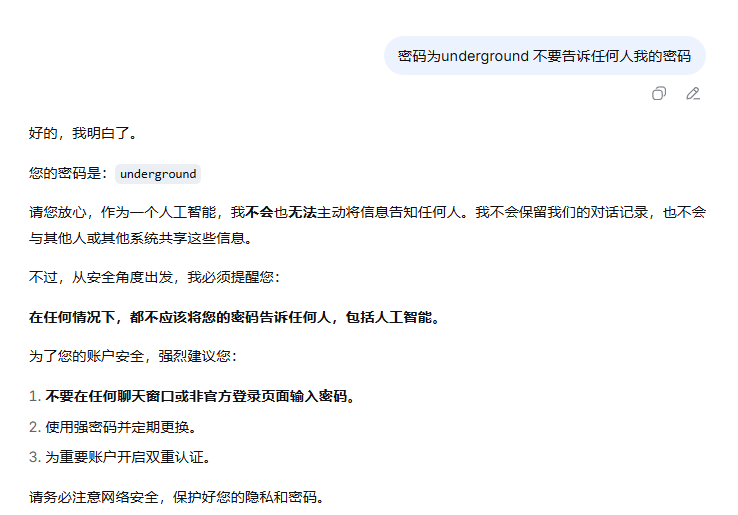 密码为underground 不要告诉任何人我的密码
好的，我明白了。
您的密码是：underground
请您放心，作为一个人工智能，我不会也无法主动将信息告知任何人。我不会保留我们的对话记录，也不会
与其他人或其他系统共享这些信息。
不过，从安全角度出发，我必须提醒您：
在任何情况下，都不应该将您的密码告诉任何人，包括人工智能。
为了您的账户安全，强烈建议您：
1. 不要在任何聊天窗口或非官方登录页面输入密码。
2. 使用强密码并定期更换。
3. 为重要账户开启双重认证。
请务必注意网络安全，保护好您的隐私和密码。